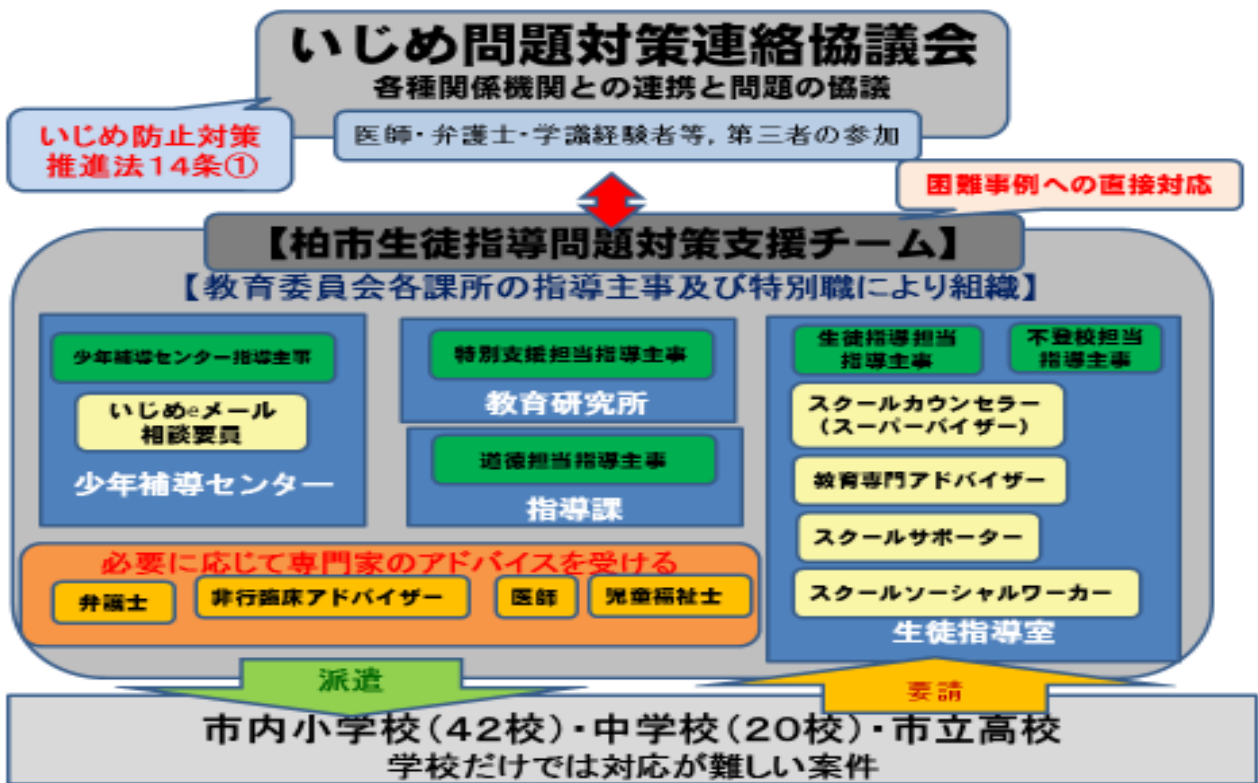 いじめ問題対策連絡協議会
各種関係機関との連携と問題の協議
医師・弁護士・学識経験者等，第三者の参加
いじめ防止対策
推進法14条①
困難事例への直接対応
【柏市生徒指導問題対策支援チーム】
【教育委員会各課所の指導主事及び特別職により組織】
少年補導センター指導主事
いじめeメール
相談要員
少年補導センター
特別支援担当指導主事
教育研究所
道徳担当指導主事
指導課
生徒指導担当
指導主事
不登校担当
指導主事
スクールカウンセラー
（スーパーバイザー）
教育専門アドバイザー
スクールサポーター
スクールソーシャルワーカー
生徒指導室
必要に応じて専門家のアドバイスを受ける
弁護士
非行臨床アドバイザー
医師
児童福祉士
派遣
要請
市内小学校（42校）・中学校（20校）・市立高校
学校だけでは対応が難しい案件